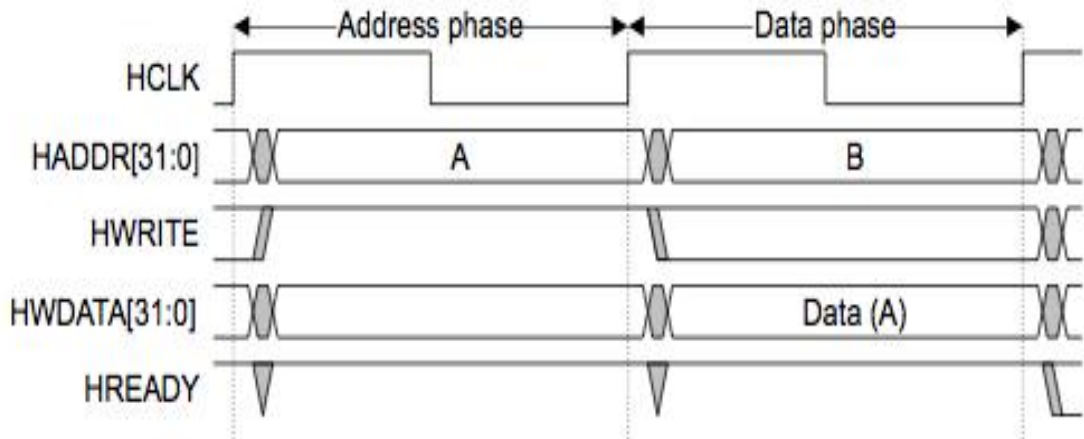 Address phase Data phase
HCLK
HADDR[31:0] A B
HWRITE
HWDATA[31:0] Data (A)
HREADY